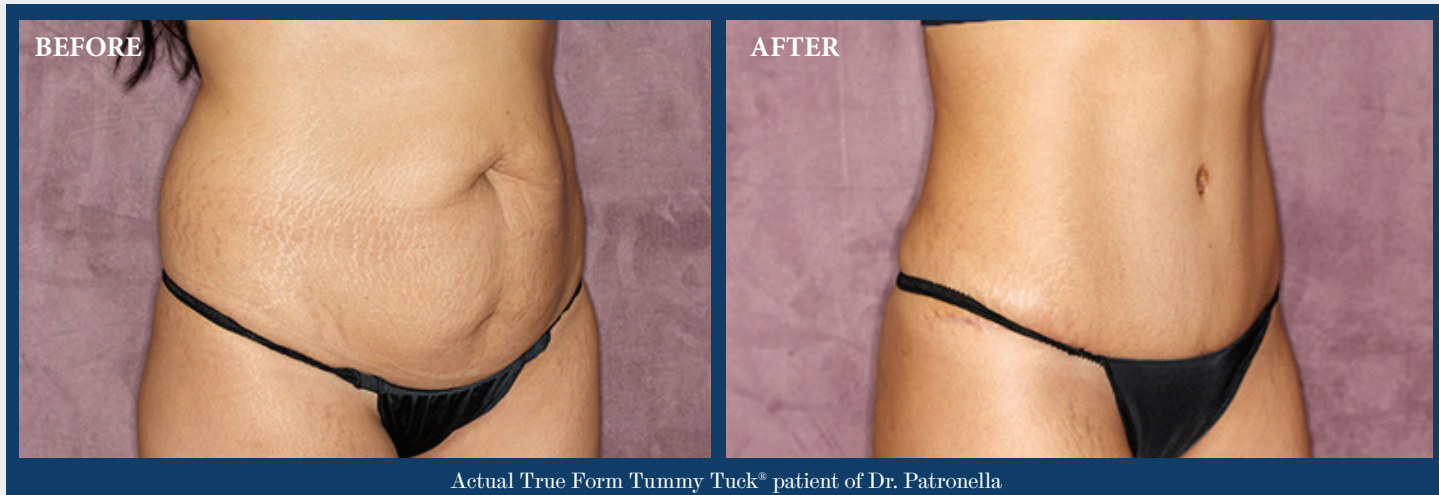 BEFORE
AFTER
Actual True Form Tummy Tuck® patient of Dr. Patronella